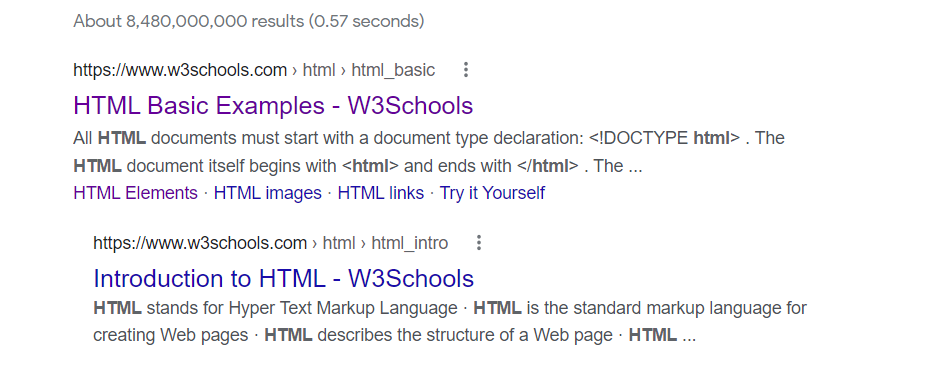 About 8,480,000,000 results (0.57 seconds)
https://www.w3schools.com › html › html_basic
HTML Basic Examples - W3Schools
All HTML documents must start with a document type declaration: <!DOCTYPE html> . The
HTML document itself begins with <html> and ends with </html> . The ...
HTML Elements · HTML images · HTML links · Try it Yourself
https://www.w3schools.com › html › html_intro
Introduction to HTML - W3Schools
HTML stands for Hyper Text Markup Language · HTML is the standard markup language for
creating Web pages · HTML describes the structure of a Web page · HTML ...